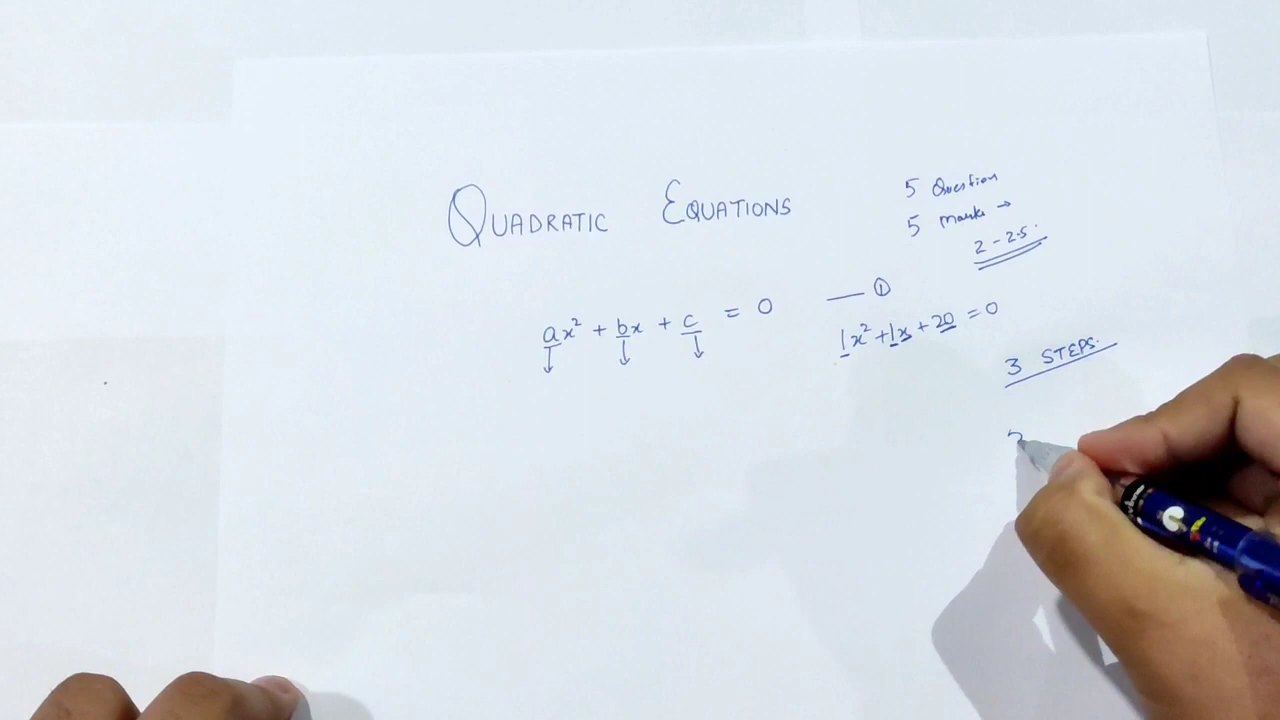 QUADRATIC EQUATIONS
5 Question
5 marks →
2 - 2.5.
ax² + bx + c = 0 — ①
1x² + 1x + 20 = 0
3 STEPS.